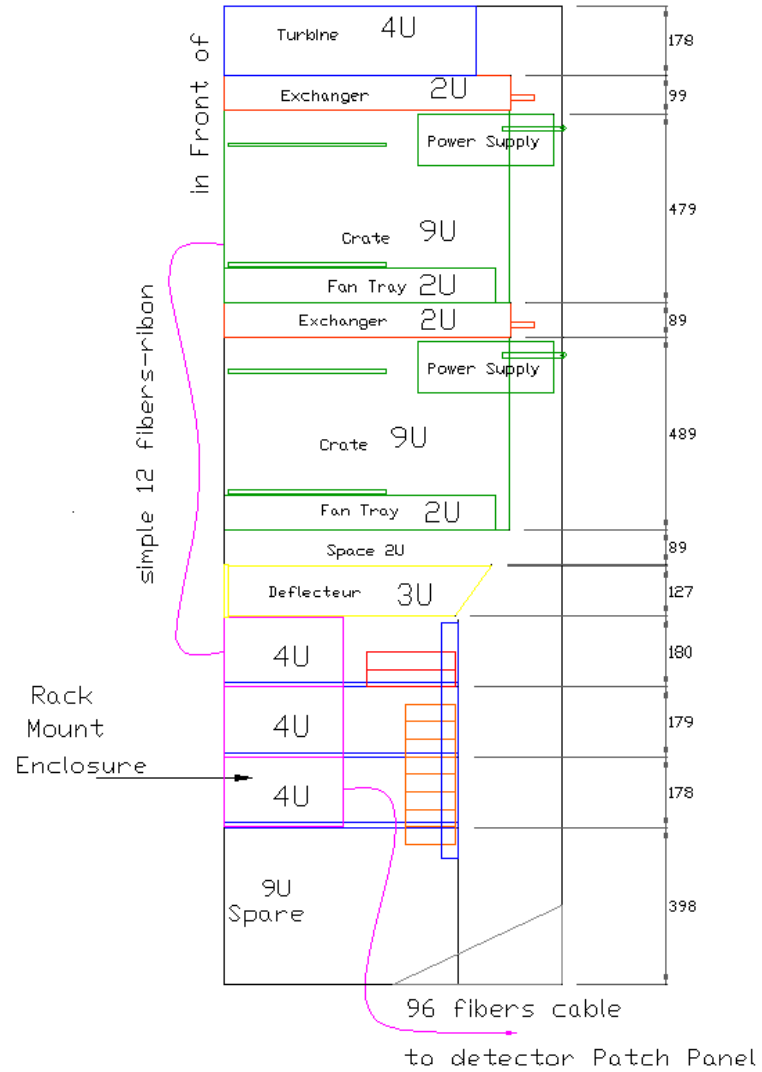 in Front of
Turbine 4U
178
Exchanger 2U
99
Power Supply
479
Crate 9U
Fan Tray 2U
Exchanger 2U
89
Power Supply
simple 12 fibers-ribon
489
Crate 9U
Fan Tray 2U
Space 2U
89
Deflecteur 3U
127
4U
180
Rack
Mount
Enclosure
4U
179
4U
178
9U
Spare
398
96 fibers cable
to detector Patch Panel